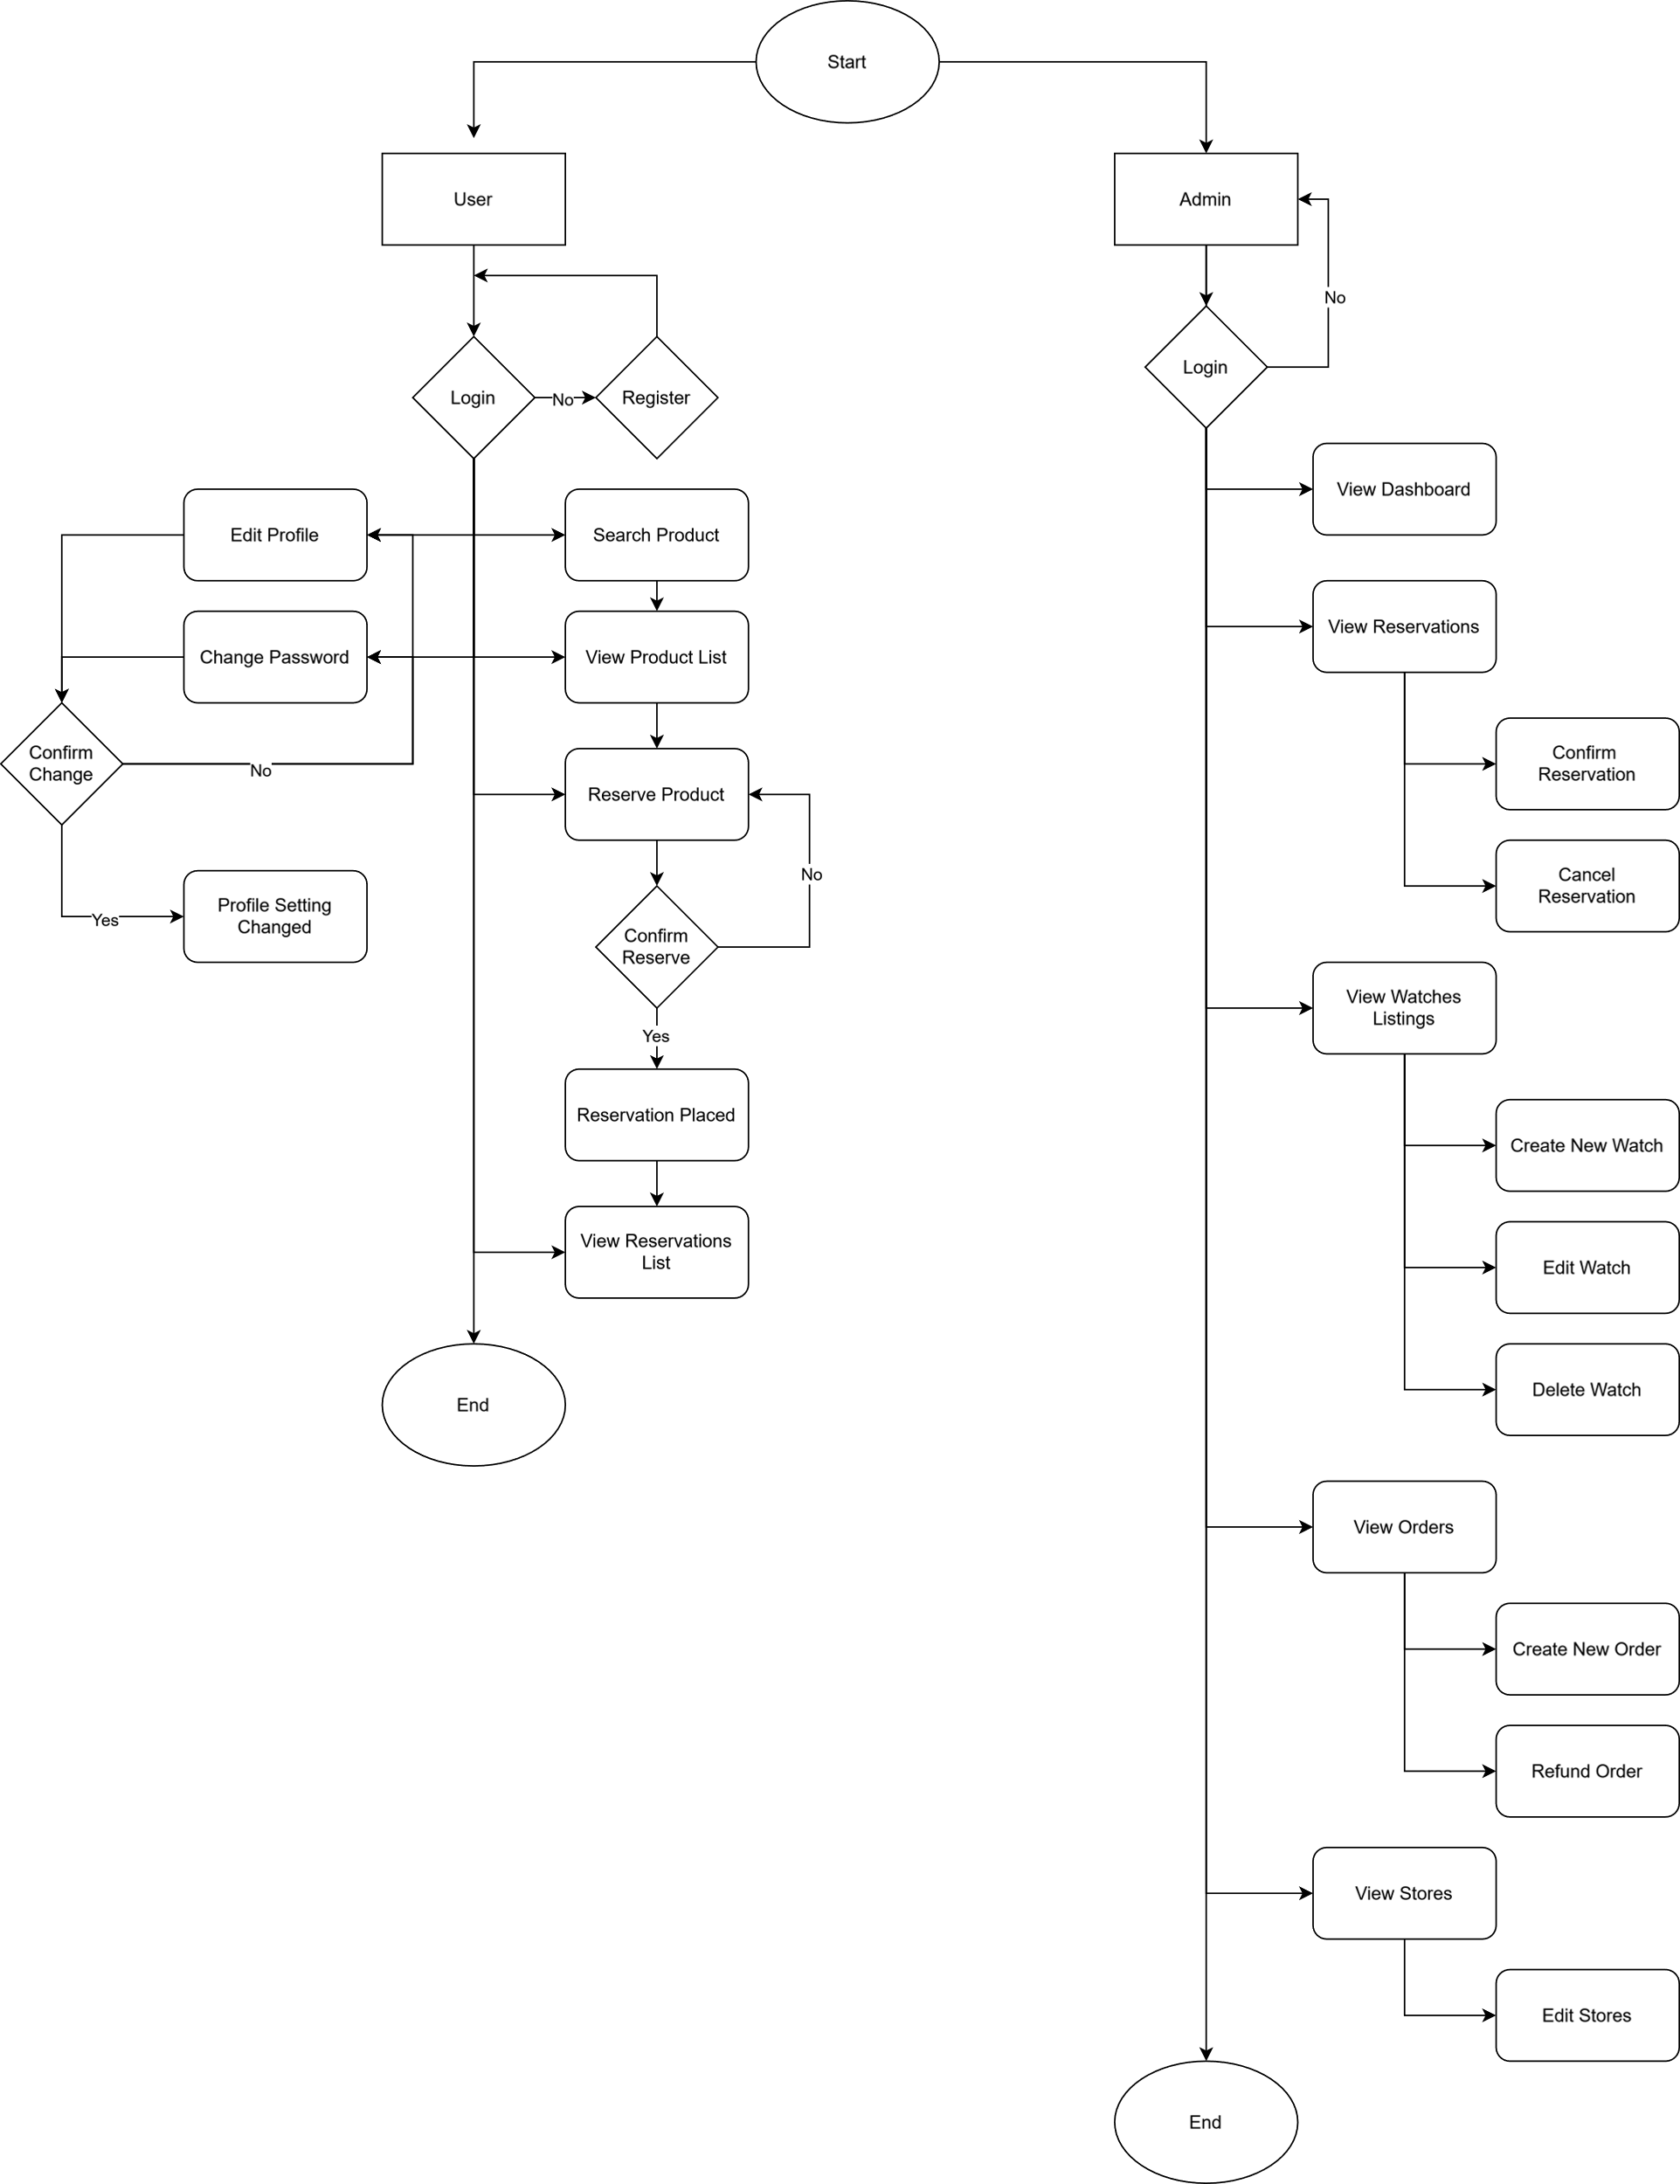 Start
User
Admin
No
Login
Login
No
Register
View Dashboard
Edit Profile
Search Product
View Reservations
Change Password
View Product List
Confirm
Change
No
Confirm
Reservation
Reserve Product
No
Cancel
Reservation
Profile Setting
Changed
Yes
Confirm
Reserve
View Watches
Listings
Yes
Reservation Placed
Create New Watch
View Reservations
List
Edit Watch
Delete Watch
End
View Orders
Create New Order
Refund Order
View Stores
Edit Stores
End